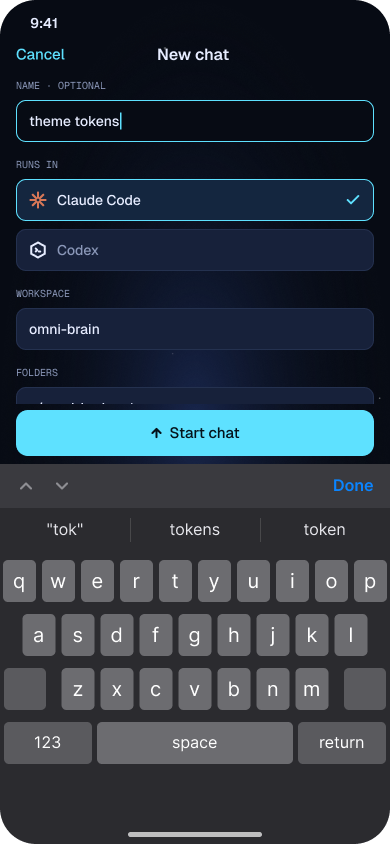 9:41
Cancel New chat
NAME · OPTIONAL
theme tokens
RUNS IN
Claude Code
Codex
WORKSPACE
omni-brain
FOLDERS
↑ Start chat
Done
"tok" tokens token
q w e r t y u i o p
a s d f g h j k l
z x c v b n m
123 space return